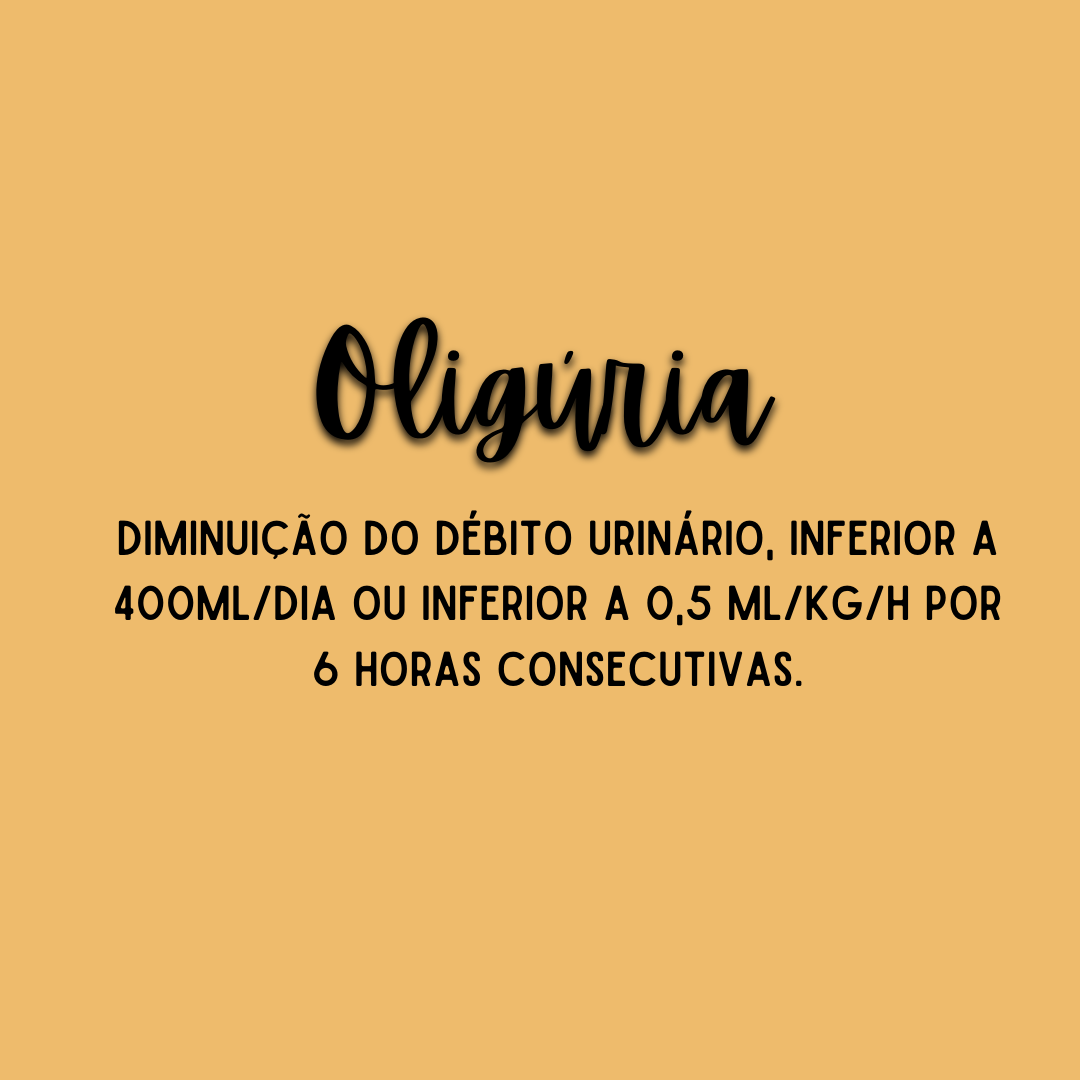 Oligúria
DIMINUIÇÃO DO DÉBITO URINÁRIO, INFERIOR A
400ML/DIA OU INFERIOR A 0,5 ML/KG/H POR
6 HORAS CONSECUTIVAS.